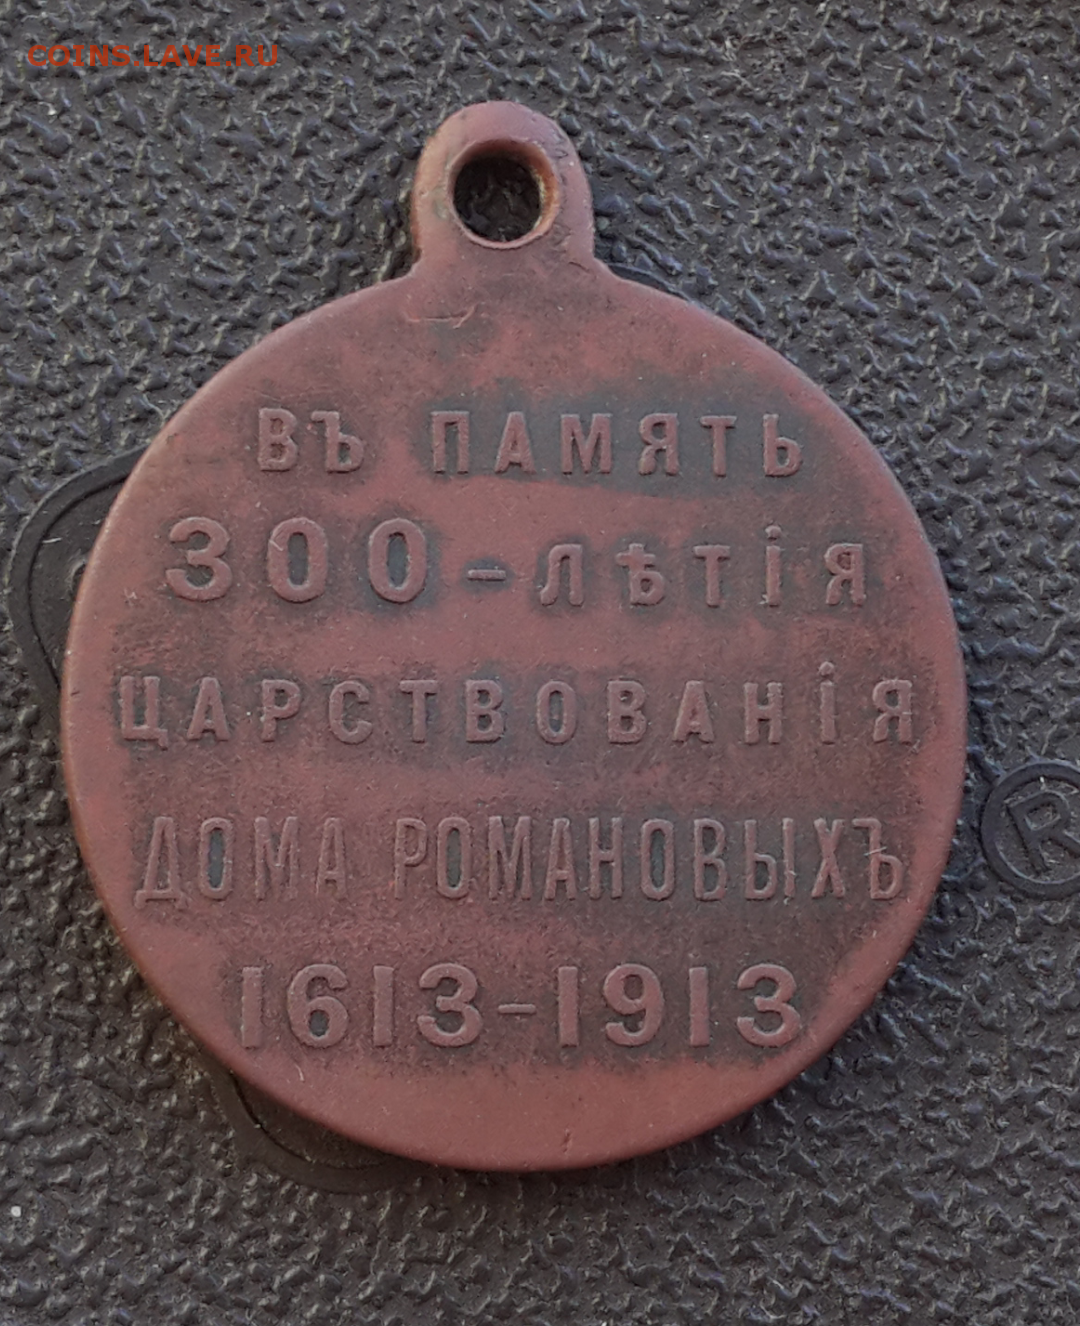 COINS.LAVE.RU
ВЪ ПАМЯТЬ
300-ЛѢТІЯ
ЦАРСТВОВАНІЯ
ДОМА РОМАНОВЫХЪ
1613-1913
®